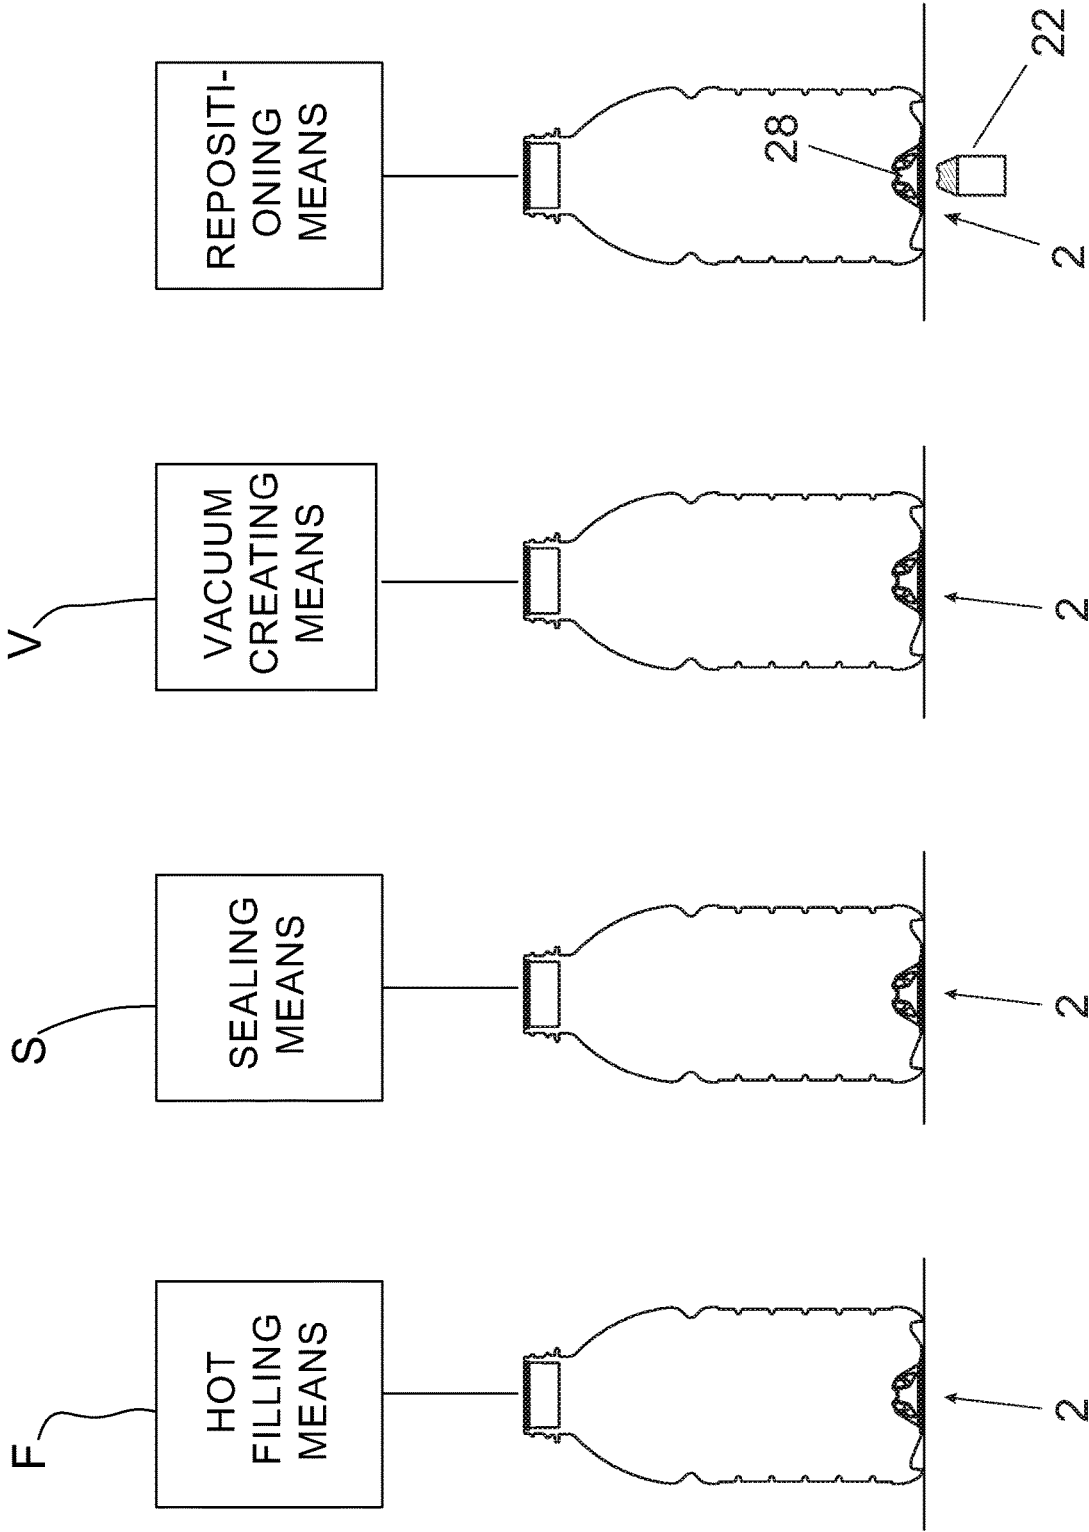 F
HOT
FILLING
MEANS
2
S
SEALING
MEANS
2
V
VACUUM
CREATING
MEANS
2
REPOSITI-
ONING
MEANS
28
2
22